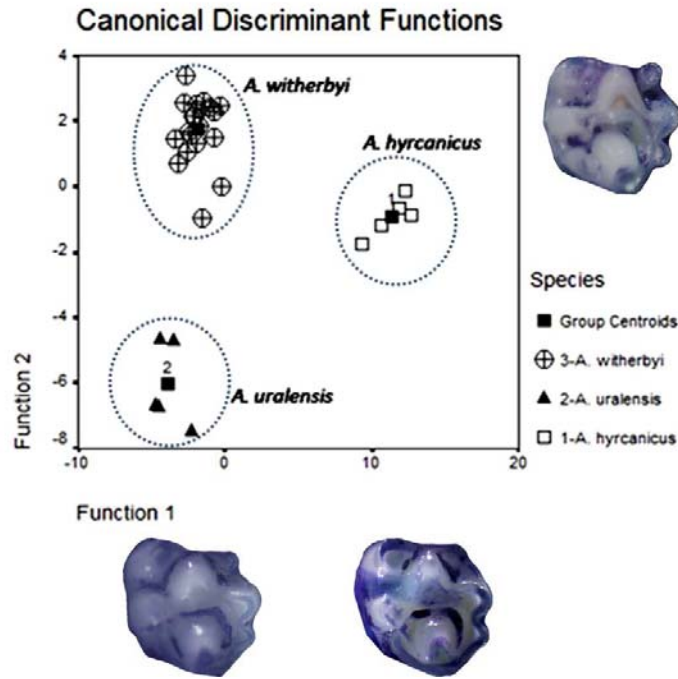 Canonical Discriminant Functions
4
2
0
-2
-4
-6
-8
Function 2
A. witherbyi
A. hyrcanicus
1
2
A. uralensis
-10
0
10
20
Function 1
Species
Group Centroids
3-A. witherbyi
2-A. uralensis
1-A. hyrcanicus